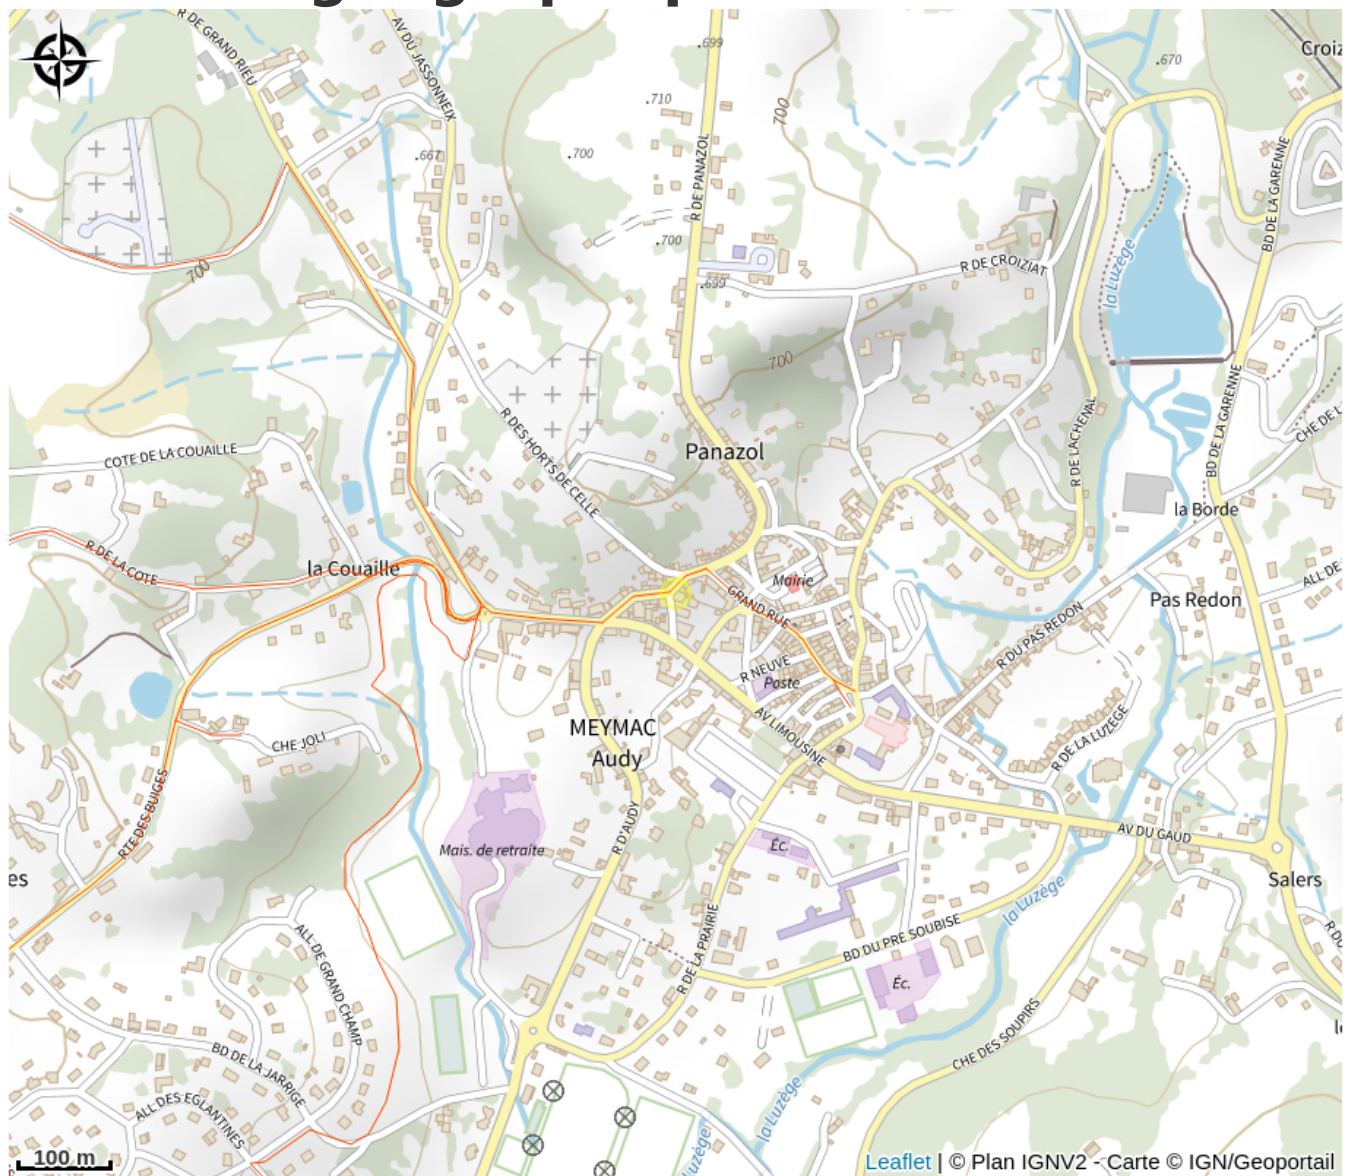 R DE GRAND RIEU
AV DU JASSONNEIX
.699
.670
Croiz
.710
700
.667
.700
R DE PANAZOL
BD DE LA GARENNE
.700
700
.699
R DE CROIZIAT
la Luzège
700
R DES HORTS DE CELLE
Panazol
R DE LACHENAL
BD DE LA GARENNE
CHE DE L
COTE DE LA COUAILLE
la Borde
R DE LA COTE
la Couaille
Mairie
GRAND RUE
ALL DE
Pas Redon
R DU PAS REDON
R NEUVE
Poste
MEYMAC
Audy
AV LIMOUSINE
CHE JOLI
R DE LA LUZEGE
RTE DES BUIGES
R D'AUDY
Mais. de retraite
Éc.
AV DU GAUD
es
Salers
la Luzège
R DE LA PRAIRIE
BD DU PRE SOUBISE
R DU
ALL DE GRAND CHAMP
Éc.
CHE DES SOUPIRS
BD DE LA JARRIGE
ALL DES EGLANTINES
la Luzège
uzège
100 m
Leaflet | © Plan IGNV2 - Carte © IGN/Geoportail